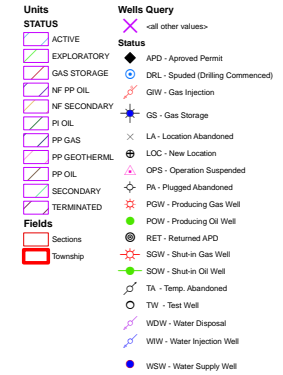 Units
STATUS
ACTIVE
EXPLORATORY
GAS STORAGE
NF PP OIL
NF SECONDARY
PI OIL
PP GAS
PP GEOTHERML
PP OIL
SECONDARY
TERMINATED
Fields
Sections
Township
Wells Query
<all other values>
Status
APD - Aproved Permit
DRL - Spuded (Drilling Commenced)
GIW - Gas Injection
GS - Gas Storage
LA - Location Abandoned
LOC - New Location
OPS - Operation Suspended
PA - Plugged Abandoned
PGW - Producing Gas Well
POW - Producing Oil Well
RET - Returned APD
SGW - Shut-in Gas Well
SOW - Shut-in Oil Well
TA - Temp. Abandoned
TW - Test Well
WDW - Water Disposal
WIW - Water Injection Well
WSW - Water Supply Well